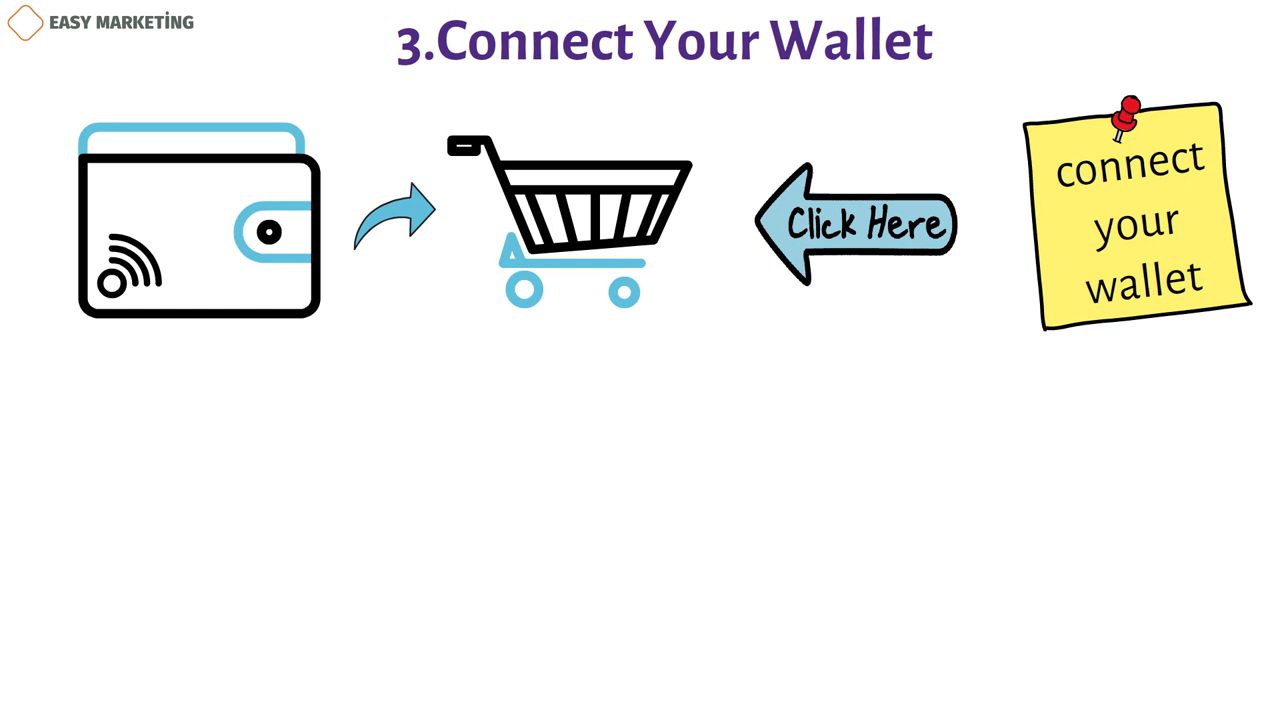 EASY MARKETİNG
3.Connect Your Wallet
Click Here
connect
your
wallet